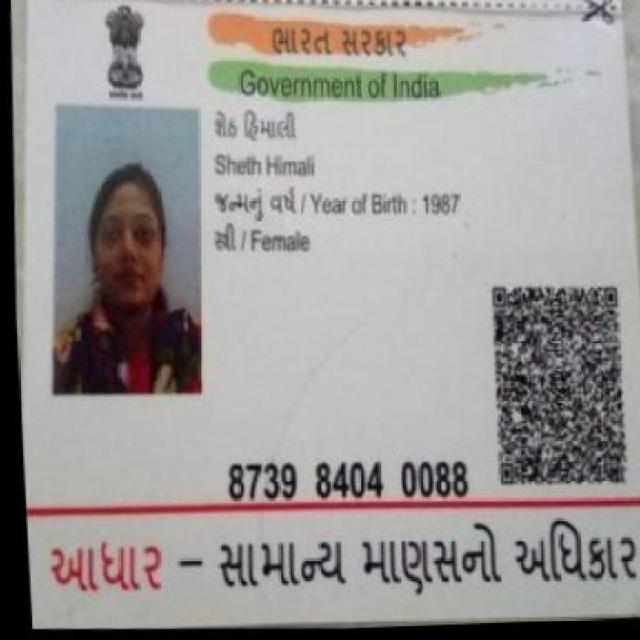 ભારત સરકાર
Government of India
શેઠ હિમાલી
Sheth Himali
જન્મનું વર્ષ / Year of Birth : 1987
સ્ત્રી / Female
8739 8404 0088
આધાર – સામાન્ય માણસનો અધિકાર